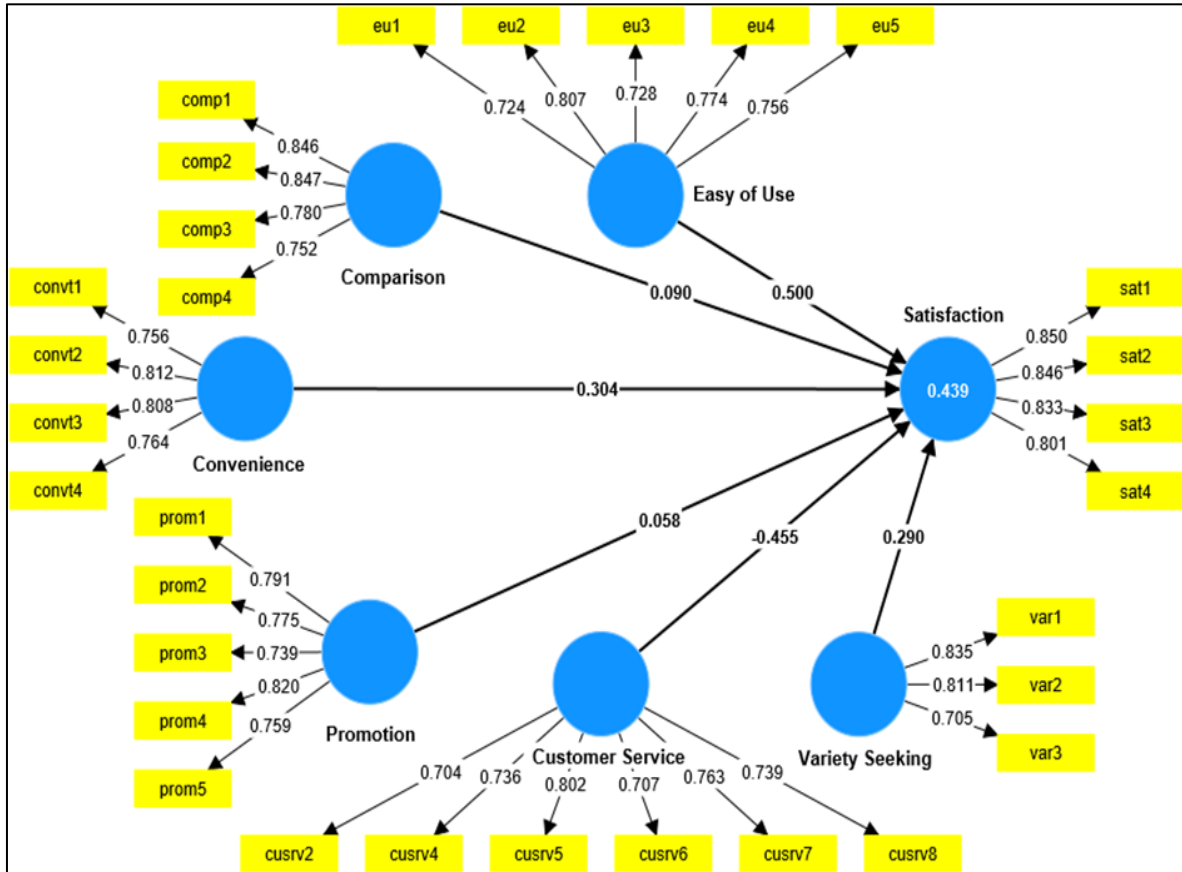 eu1
eu2
eu3
eu4
eu5
0.724
0.807
0.728
0.774
0.756
Easy of Use
comp1
comp2
comp3
comp4
0.846
0.847
0.780
0.752
Comparison
0.090
0.500
convt1
convt2
convt3
convt4
0.756
0.812
0.808
0.764
Convenience
0.304
Satisfaction
0.439
0.850
0.846
0.833
0.801
sat1
sat2
sat3
sat4
prom1
prom2
prom3
prom4
prom5
0.791
0.775
0.739
0.820
0.759
Promotion
0.058
-0.455
0.290
Customer Service
0.704
0.736
0.802
0.707
0.763
0.739
cusrv2
cusrv4
cusrv5
cusrv6
cusrv7
cusrv8
Variety Seeking
0.835
0.811
0.705
var1
var2
var3